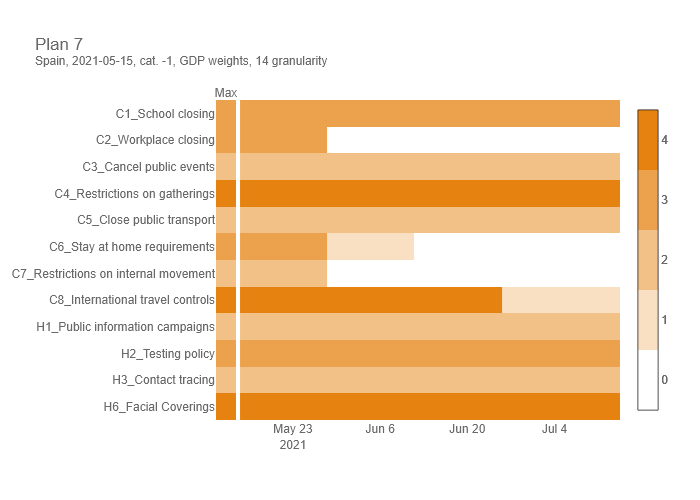 Plan 7
Spain, 2021-05-15, cat. -1, GDP weights, 14 granularity
Max
C1_School closing
C2_Workplace closing
C3_Cancel public events
C4_Restrictions on gatherings
C5_Close public transport
C6_Stay at home requirements
C7_Restrictions on internal movement
C8_International travel controls
H1_Public information campaigns
H2_Testing policy
H3_Contact tracing
H6_Facial Coverings
May 23 Jun 6 Jun 20 Jul 4
2021
4
3
2
1
0